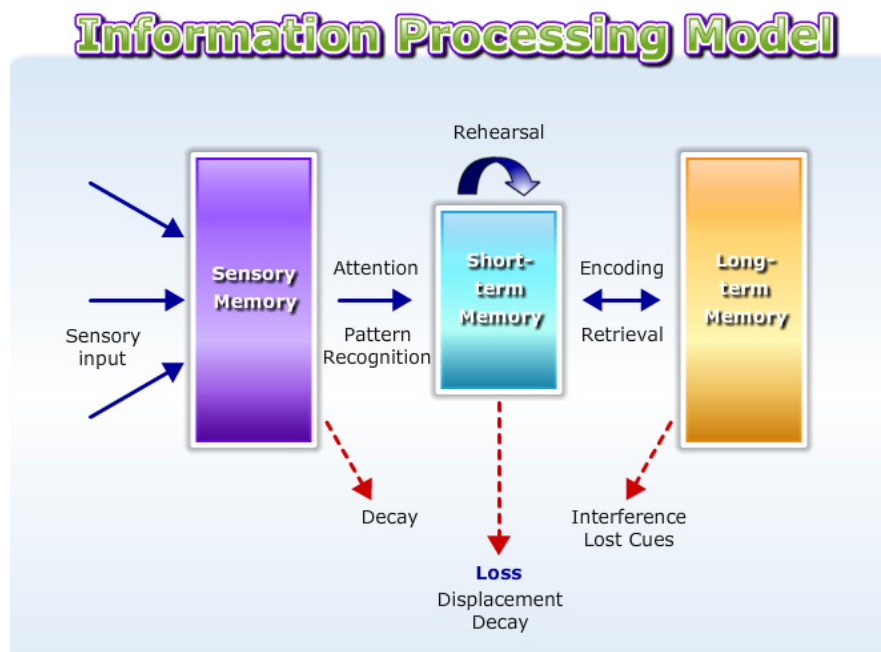 Information Processing Model
Rehearsal
Sensory
Memory
Attention
Short-
term
Memory
Encoding
Long-
term
Memory
Sensory
input
Pattern
Recognition
Retrieval
Decay
Interference
Lost Cues
Loss
Displacement
Decay